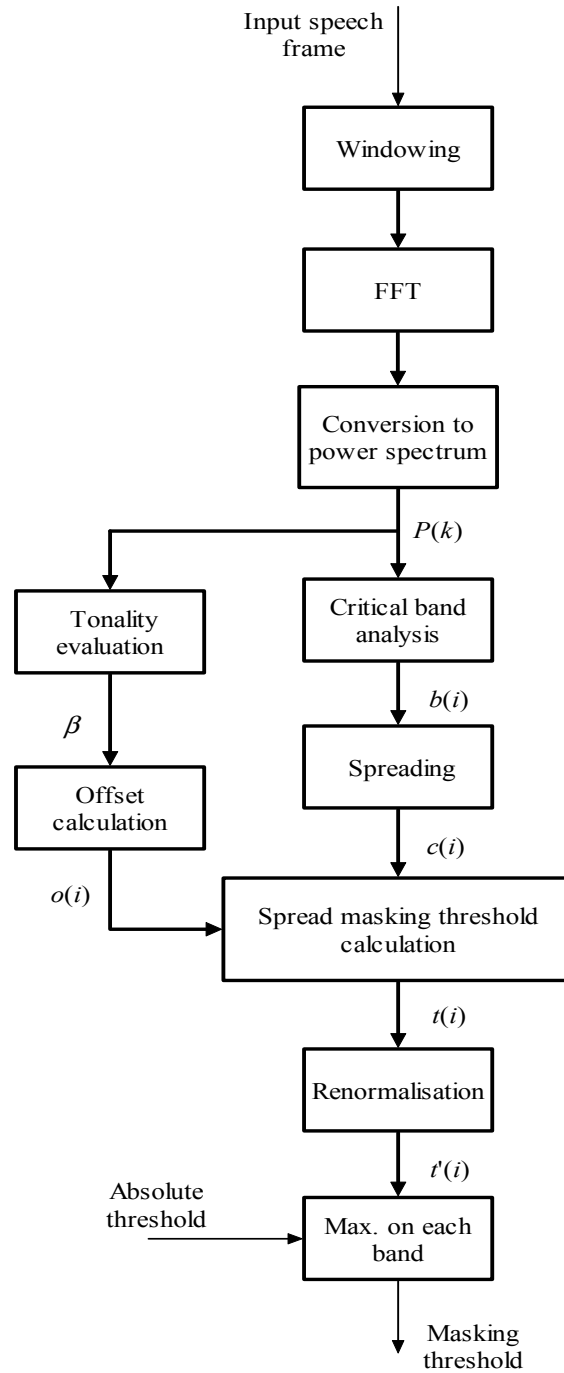 Input speech
frame
Windowing
FFT
Conversion to
power spectrum
P(k)
Tonality
evaluation
Critical band
analysis
β
b(i)
Offset
calculation
Spreading
o(i)
c(i)
Spread masking threshold
calculation
t(i)
Renormalisation
t'(i)
Absolute
threshold
Max. on each
band
Masking
threshold